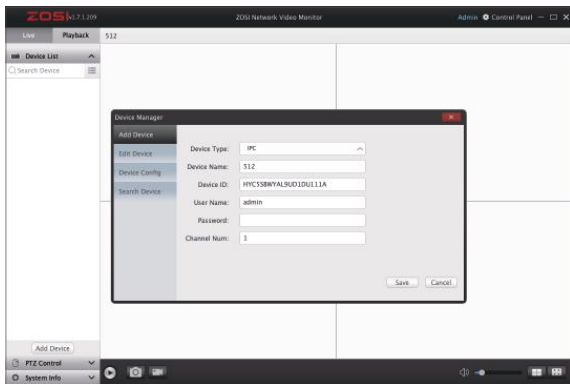 ZOSI v1.7.1.209
ZOSI Network Video Monitor
Admin Control Panel
Live Playback 512
Device List
Search Device
Device Manager
Add Device
Edit Device
Device Config
Search Device
Device Type: IPC
Device Name: 512
Device ID: HYC5S8WYAL9UD1DU111A
User Name: admin
Password:
Channel Num: 1
Save Cancel
Add Device
PTZ Control
System Info